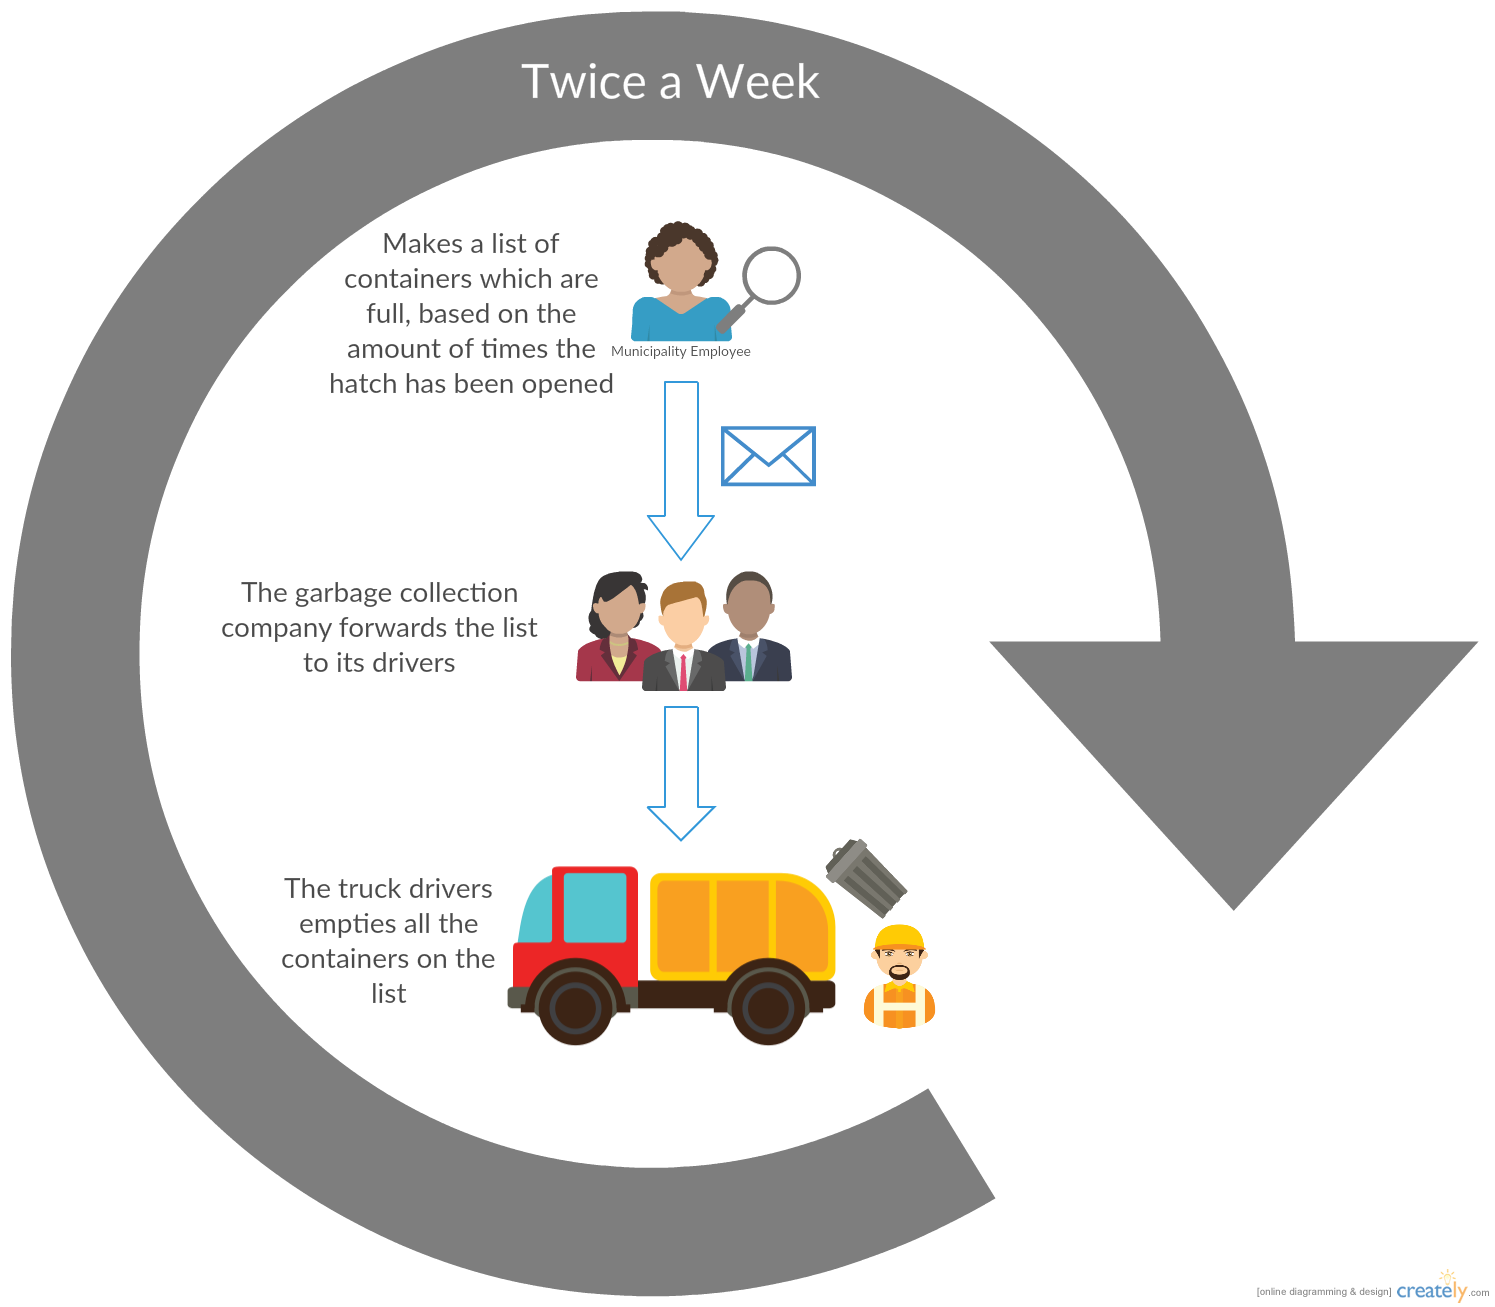 Twice a Week
Makes a list of
containers which are
full, based on the
amount of times the
hatch has been opened
Municipality Employee
The garbage collection
company forwards the list
to its drivers
The truck drivers
empties all the
containers on the
list
[online diagramming & design] creately.com